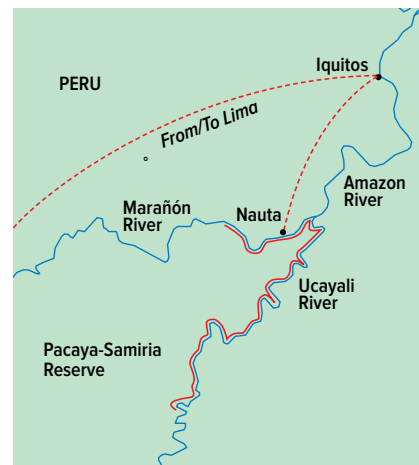 Iquitos
PERU
From/To Lima
Amazon
River
Marañón
River
Nauta
Ucayali
River
Pacaya-Samiria
Reserve